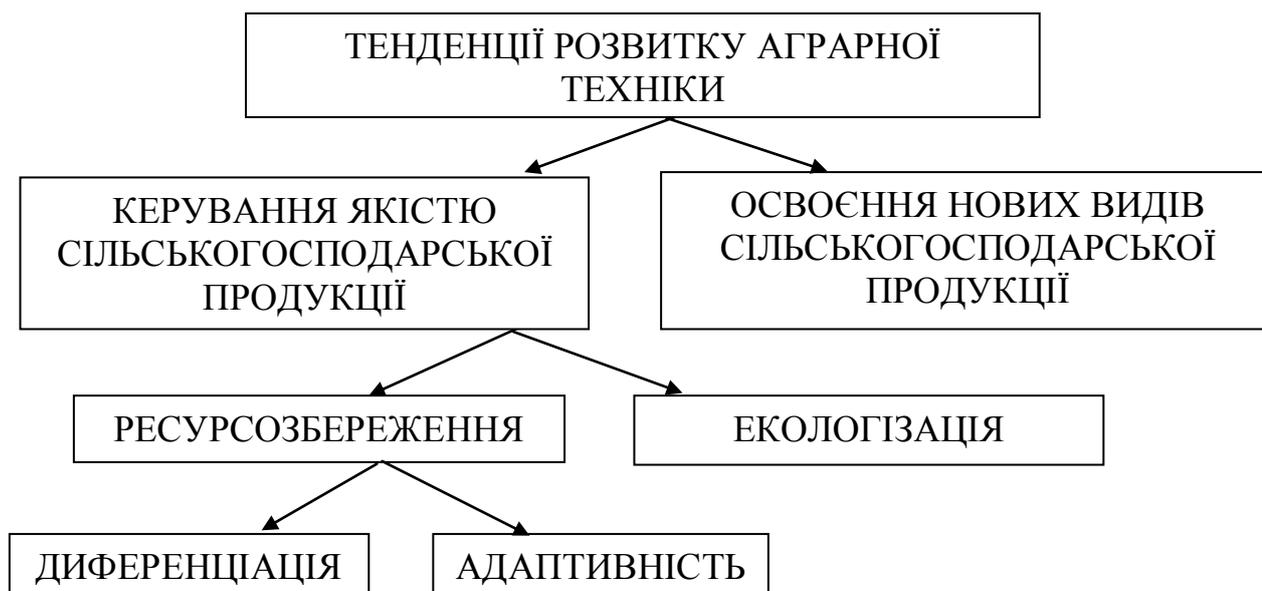 ТЕНДЕНЦІЇ РОЗВИТКУ АГРАРНОЇ
ТЕХНІКИ
КЕРУВАННЯ ЯКІСТЮ
СІЛЬСЬКОГОСПОДАРСЬКОЇ
ПРОДУКЦІЇ
ОСВОЄННЯ НОВИХ ВИДІВ
СІЛЬСЬКОГОСПОДАРСЬКОЇ
ПРОДУКЦІЇ
РЕСУРСОЗБЕРЕЖЕННЯ
ЕКОЛОГІЗАЦІЯ
ДИФЕРЕНЦІАЦІЯ
АДАПТИВНІСТЬ